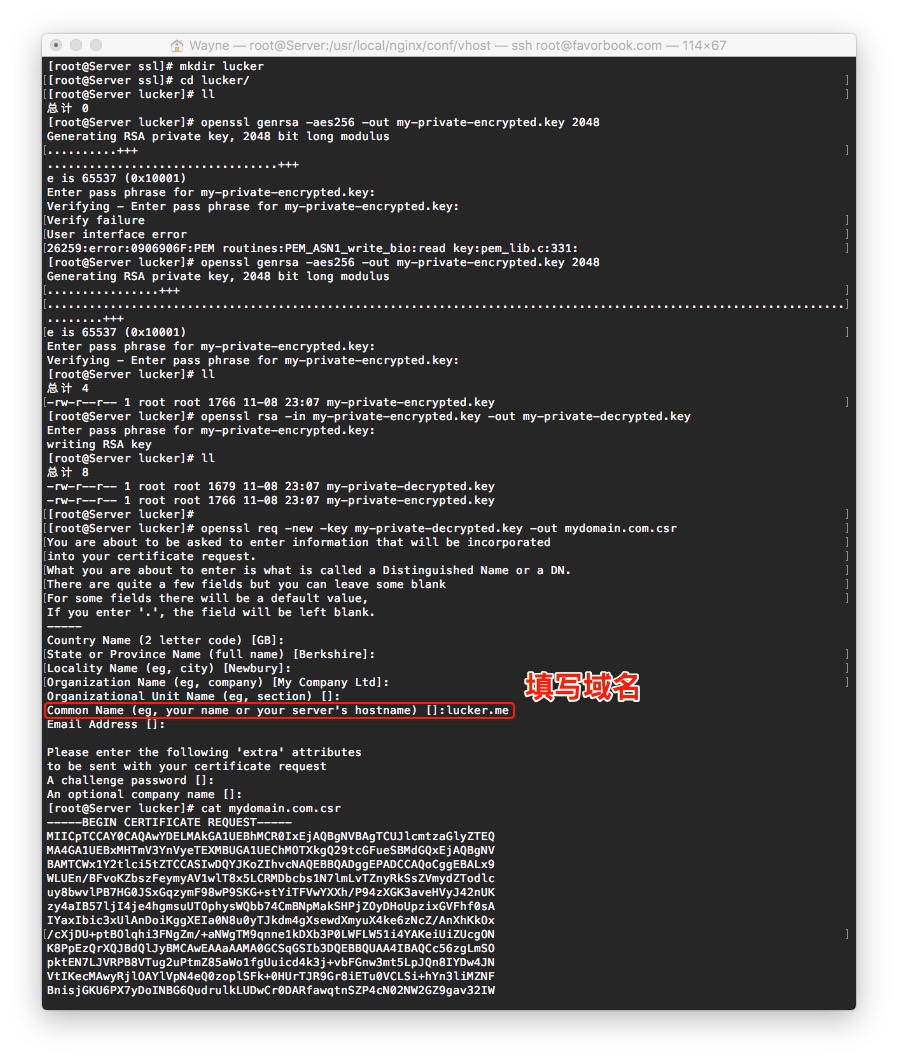 Wayne — root@Server:/usr/local/nginx/conf/vhost — ssh root@favorbook.com — 114×67
[root@Server ssl]# mkdir lucker
[[root@Server ssl]# cd lucker/ ]
[[root@Server lucker]# ll ]
总计 0
[root@Server lucker]# openssl genrsa -aes256 -out my-private-encrypted.key 2048
Generating RSA private key, 2048 bit long modulus
[..........+++ ]
.................................+++
e is 65537 (0x10001)
Enter pass phrase for my-private-encrypted.key:
Verifying - Enter pass phrase for my-private-encrypted.key:
[Verify failure ]
[User interface error ]
[26259:error:0906906F:PEM routines:PEM_ASN1_write_bio:read key:pem_lib.c:331: ]
[root@Server lucker]# openssl genrsa -aes256 -out my-private-encrypted.key 2048
Generating RSA private key, 2048 bit long modulus
[................+++ ]
[..................................................................................................................]
........+++
[e is 65537 (0x10001) ]
Enter pass phrase for my-private-encrypted.key:
Verifying - Enter pass phrase for my-private-encrypted.key:
[root@Server lucker]# ll
总计 4
[-rw-r--r-- 1 root root 1766 11-08 23:07 my-private-encrypted.key ]
[root@Server lucker]# openssl rsa -in my-private-encrypted.key -out my-private-decrypted.key
Enter pass phrase for my-private-encrypted.key:
writing RSA key
[root@Server lucker]# ll
总计 8
-rw-r--r-- 1 root root 1679 11-08 23:07 my-private-decrypted.key
-rw-r--r-- 1 root root 1766 11-08 23:07 my-private-encrypted.key
[[root@Server lucker]# ]
[[root@Server lucker]# openssl req -new -key my-private-decrypted.key -out mydomain.com.csr ]
[You are about to be asked to enter information that will be incorporated ]
[into your certificate request. ]
[What you are about to enter is what is called a Distinguished Name or a DN. ]
[There are quite a few fields but you can leave some blank ]
[For some fields there will be a default value, ]
If you enter '.', the field will be left blank.
-----
Country Name (2 letter code) [GB]:
[State or Province Name (full name) [Berkshire]: ]
[Locality Name (eg, city) [Newbury]: ]
[Organization Name (eg, company) [My Company Ltd]: ]
Organizational Unit Name (eg, section) []:
填写域名
Common Name (eg, your name or your server's hostname) []:lucker.me
Email Address []:
Please enter the following 'extra' attributes
to be sent with your certificate request
A challenge password []:
An optional company name []:
[root@Server lucker]# cat mydomain.com.csr
-----BEGIN CERTIFICATE REQUEST-----
MIICpTCCAY0CAQAwYDELMAkGA1UEBhMCR0IxEjAQBgNVBAgTCUJlcmtzaGlyZTEQ
MA4GA1UEBxMHTmV3YnVyeTEXMBUGA1UEChMOTXkgQ29tcGFueSBMdGQxEjAQBgNV
BAMTCWx1Y2tlci5tZTCCASIwDQYJKoZIhvcNAQEBBQADggEPADCCAQoCggEBALx9
WLUEn/BFvoKZbszFeymyAV1wlT8x5LCRMDbcbs1N7lmLvTZnyRkSsZVmydZTodlc
uy8bwvlPB7HG0JSxGqzymF98wP9SKG+stYiTFVwYXXh/P94zXGK3aveHVyJ42nUK
zy4aIB57ljI4je4hgmsuUTOphysWQbb74CmBNpMakSHPjZOyDHoUpzixGVFhf0sA
IYaxIbic3xUlAnDoiKggXEIa0N8u0yTJkdm4gXsewdXmyuX4ke6zNcZ/AnXhKkOx
[/cXjDU+ptBOlqhi3FNgZm/+aNWgTM9qnne1kDXb3P0LWFLW51i4YAKeiUiZUcgON ]
K8PpEzQrXQJBdQlJyBMCAwEAAaAAMA0GCSqGSIb3DQEBBQUAA4IBAQCc56zgLmSO
pktEN7LJVRPB8VTug2uPtmZ85aWo1fgUuicd4k3j+vbFGnw3mt5LpJQn8IYDw4JN
VtIKecMAwyRjlOAYlVpN4eQ0zoplSFk+0HUrTJR9Gr8iETu0VCLSi+hYn3liMZNF
BnisjGKU6PX7yDoINBG6QudrulkLUDwCr0DARfawqtnSZP4cN02NW2GZ9gav32IW